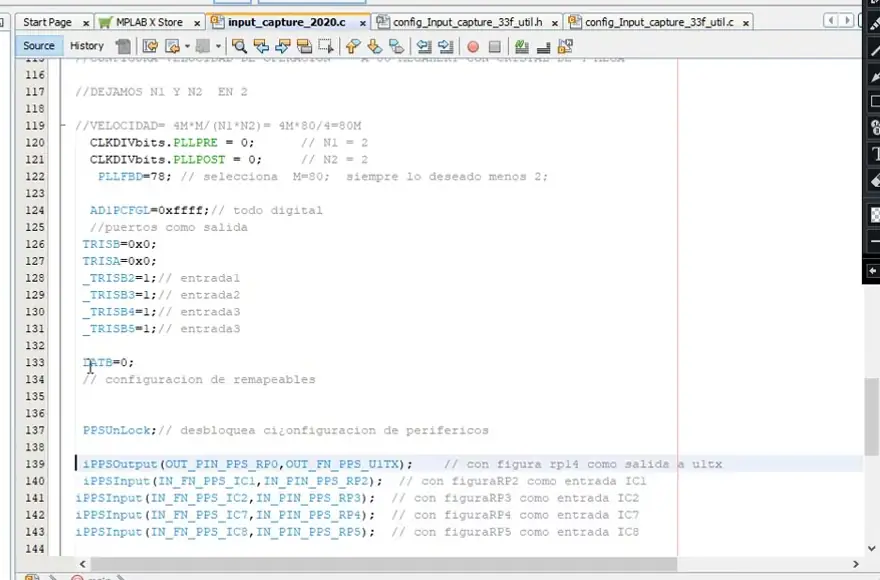 Start Page MPLAB X Store input_capture_2020.c config_Input_capture_33f_util.h config_Input_capture_33f_util.c
Source History
116
117 //DEJAMOS N1 Y N2 EN 2
118
119 //VELOCIDAD= 4M*M/(N1*N2)= 4M*80/4=80M
120 CLKDIVbits.PLLPRE = 0; // N1 = 2
121 CLKDIVbits.PLLPOST = 0; // N2 = 2
122 PLLFBD=78; // selecciona M=80; siempre lo deseado menos 2;
123
124 AD1PCFGL=0xffff;// todo digital
125 //puertos como salida
126 TRISB=0x0;
127 TRISA=0x0;
128 _TRISB2=1;// entrada1
129 _TRISB3=1;// entrada2
130 _TRISB4=1;// entrada3
131 _TRISB5=1;// entrada3
132
133 LATB=0;
134 // configuracion de remapeables
135
136
137 PPSUnLock;// desbloquea ci¿onfiguracion de perifericos
138
139 iPPSOutput(OUT_PIN_PPS_RP0,OUT_FN_PPS_U1TX); // con figura rp14 como salida a u1tx
140 iPPSInput(IN_FN_PPS_IC1,IN_PIN_PPS_RP2); // con figuraRP2 como entrada IC1
141 iPPSInput(IN_FN_PPS_IC2,IN_PIN_PPS_RP3); // con figuraRP3 como entrada IC2
142 iPPSInput(IN_FN_PPS_IC7,IN_PIN_PPS_RP4); // con figuraRP4 como entrada IC7
143 iPPSInput(IN_FN_PPS_IC8,IN_PIN_PPS_RP5); // con figuraRP5 como entrada IC8
144